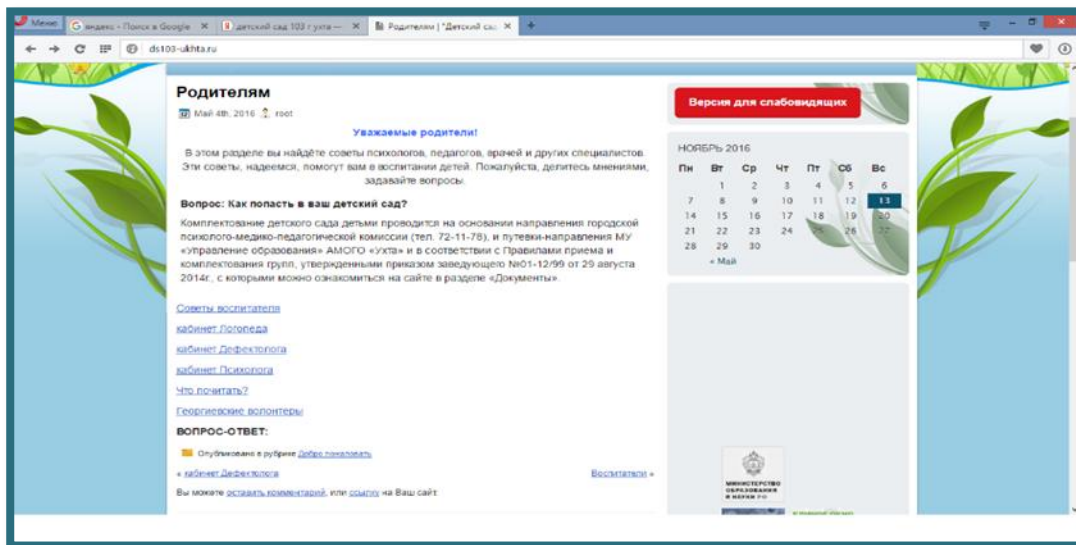 Меню
яндекс - Поиск в Google
детский сад 103 г ухта —
Родителям | "Детский сад
ds103-ukhta.ru
Родителям
Май 4th, 2016 root
Уважаемые родители!
В этом разделе вы найдёте советы психологов, педагогов, врачей и других специалистов.
Эти советы, надеемся, помогут вам в воспитании детей. Пожалуйста, делитесь мнениями,
задавайте вопросы.
Вопрос: Как попасть в ваш детский сад?
Комплектование детского сада детьми проводится на основании направления городской
психолого-медико-педагогической комиссии (тел. 72-11-78), и путевки-направления МУ
«Управление образования» АМОГО «Ухта» и в соответствии с Правилами приема и
комплектования групп, утвержденными приказом заведующего №01-12/99 от 29 августа
2014г., с которыми можно ознакомиться на сайте в разделе «Документы».
Советы воспитателя
кабинет Логопеда
кабинет Дефектолога
кабинет Психолога
Что почитать?
Георгиевские волонтеры
ВОПРОС-ОТВЕТ:
Опубликовано в рубрике Добро пожаловать
« кабинет Дефектолога
Воспитатели »
Вы можете оставить комментарий, или ссылку на Ваш сайт.
Версия для слабовидящих
НОЯБРЬ 2016
Пн Вт Ср Чт Пт Сб Вс
1 2 3 4 5 6
7 8 9 10 11 12 13
14 15 16 17 18 19 20
21 22 23 24 25 26 27
28 29 30
« Май
МИНИСТЕРСТВО
ОБРАЗОВАНИЯ
И НАУКИ РФ